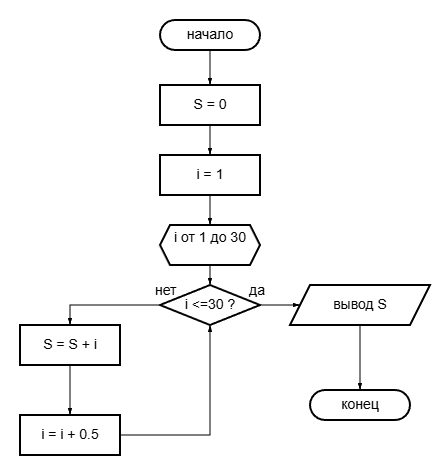 начало
S = 0
i = 1
i от 1 до 30
нет
i <=30 ?
да
вывод S
S = S + i
конец
i = i + 0.5